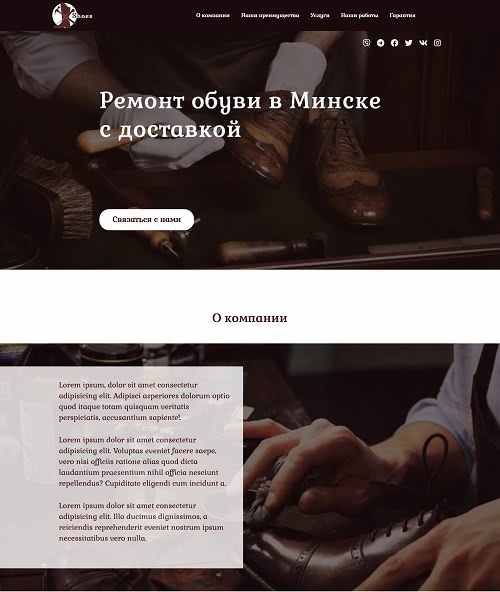 Shoes
О компании Наши преимущества Услуги Наши работы Гарантия
Ремонт обуви в Минске
с доставкой
Связаться с нами
О компании
Lorem ipsum, dolor sit amet consectetur
adipisicing elit. Adipisci asperiores dolorum optio
quod itaque totam quisquam veritatis
perspiciatis, accusantium sapiente!.
Lorem ipsum dolor sit amet consectetur
adipisicing elit. Voluptas eveniet facere saepe,
vero nisi officiis ratione alias quod dicta
laudantium praesentium nihil officia nesciunt
repellendus? Cupiditate eligendi cum incidunt a.
Lorem ipsum dolor sit amet consectetur
adipisicing elit. Illo ducimus dignissimos, a
reiciendis reprehenderit eveniet nostrum ipsum
necessitatibus vero nulla.